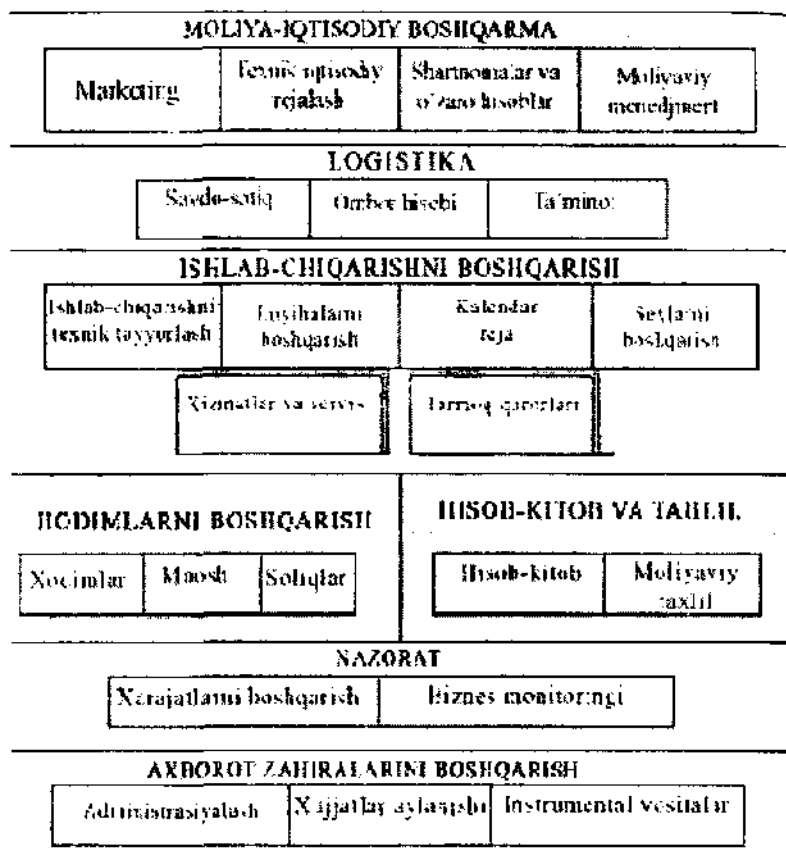 MOLIYA-IQTISODIY BOSHQARMA
Marketing
Texnik iqtisodiy
rejalash
Shartnomalar va
o'zaro hisoblar
Moliyaviy
menedjment
LOGISTIKA
Savdo-sotiq
Ombor hisobi
Ta'minot
ISHLAB-CHIQARISHNI BOSHQARISH
Ishlab-chiqarishni
texnik tayyorlash
Loyihalarni
boshqarish
Kalendar
reja
Sexlarni
boshqarish
Xizmatlar va servis
Tarmoq qarorlari
HODIMLARNI BOSHQARISH
Xodimlar
Maosh
Soliqlar
HISOB-KITOB VA TAHLIL
Hisob-kitob
Moliyaviy
taxlil
NAZORAT
Xarajatlarni boshqarish
Biznes monitoringi
AXBOROT ZAHIRALARINI BOSHQARISH
Administrasiyalash
Xujjatlar aylanishi
Instrumental vositalar